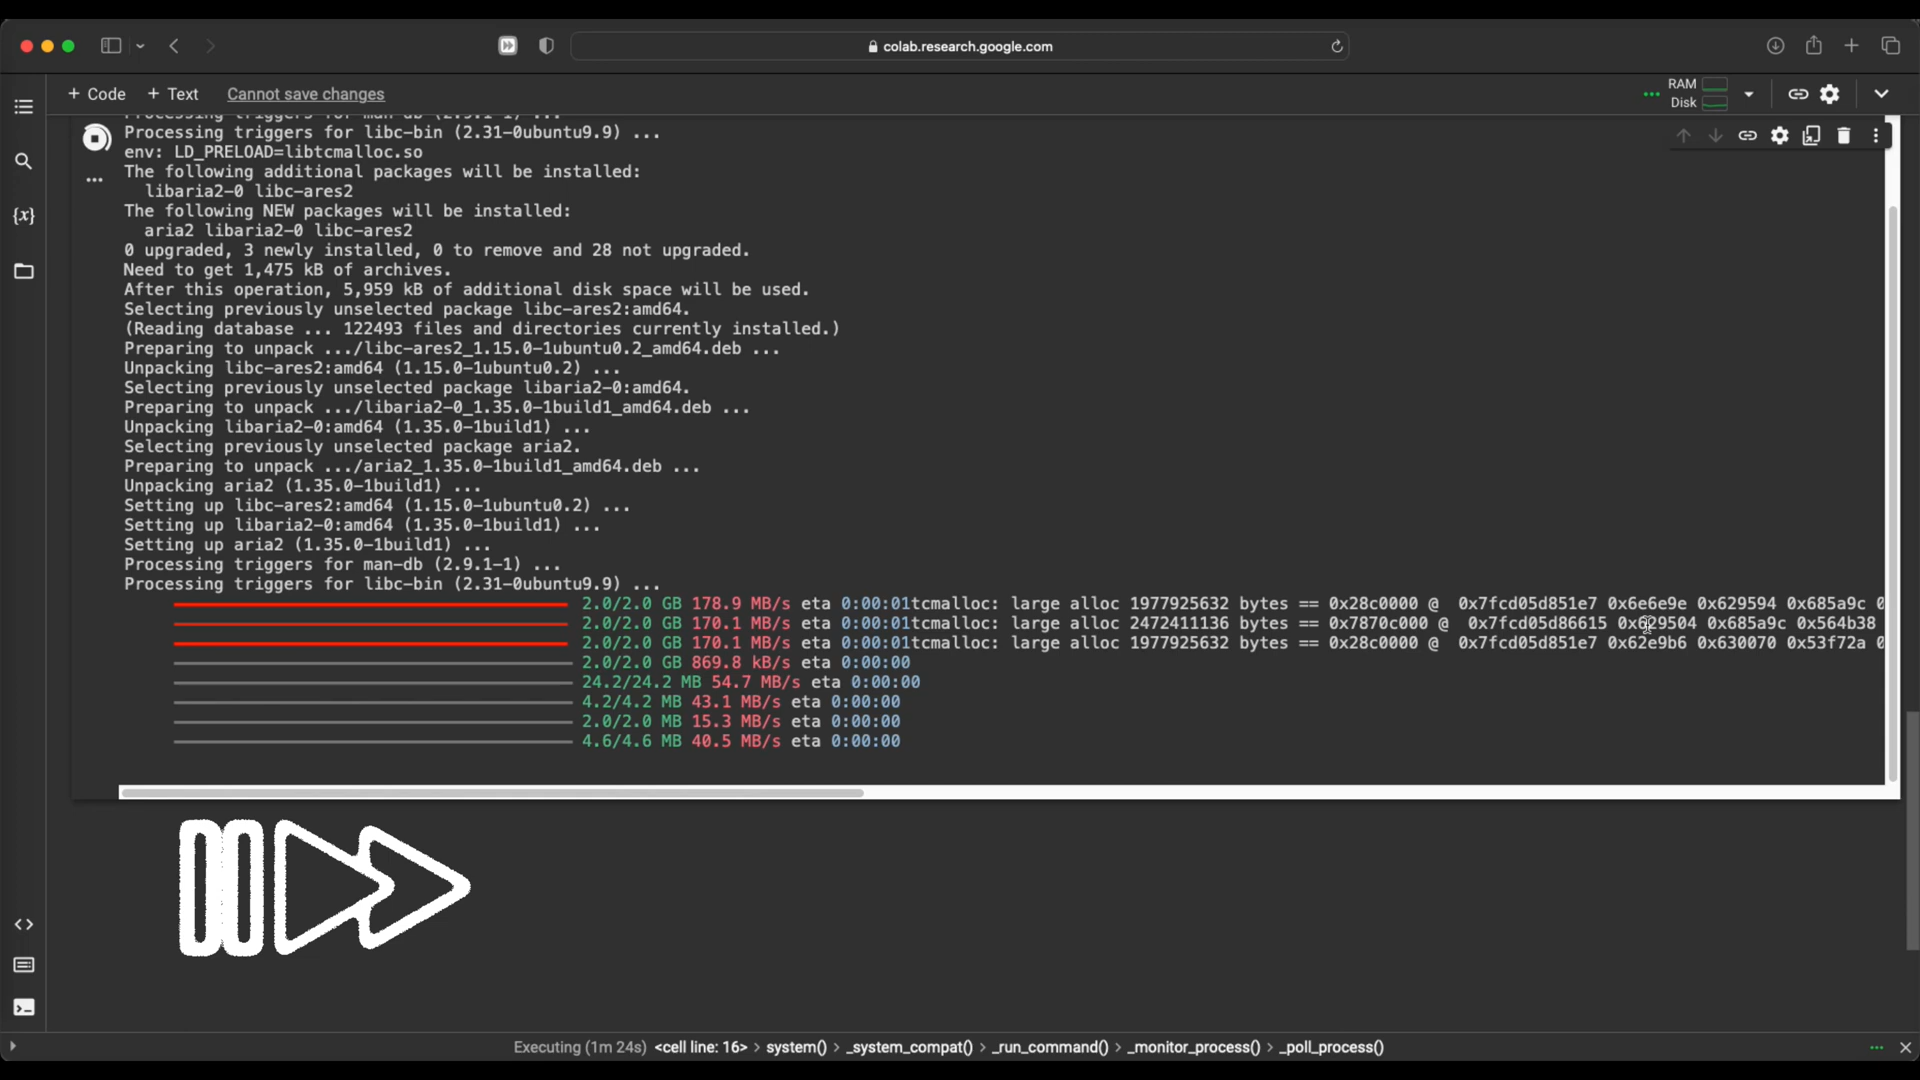 colab.research.google.com
+ Code + Text Cannot save changes
RAM
Disk
Processing triggers for man-db (2.9.1-1) ...
Processing triggers for libc-bin (2.31-0ubuntu9.9) ...
env: LD_PRELOAD=libtcmalloc.so
The following additional packages will be installed:
libaria2-0 libc-ares2
The following NEW packages will be installed:
aria2 libaria2-0 libc-ares2
0 upgraded, 3 newly installed, 0 to remove and 28 not upgraded.
Need to get 1,475 kB of archives.
After this operation, 5,959 kB of additional disk space will be used.
Selecting previously unselected package libc-ares2:amd64.
(Reading database ... 122493 files and directories currently installed.)
Preparing to unpack .../libc-ares2_1.15.0-1ubuntu0.2_amd64.deb ...
Unpacking libc-ares2:amd64 (1.15.0-1ubuntu0.2) ...
Selecting previously unselected package libaria2-0:amd64.
Preparing to unpack .../libaria2-0_1.35.0-1build1_amd64.deb ...
Unpacking libaria2-0:amd64 (1.35.0-1build1) ...
Selecting previously unselected package aria2.
Preparing to unpack .../aria2_1.35.0-1build1_amd64.deb ...
Unpacking aria2 (1.35.0-1build1) ...
Setting up libc-ares2:amd64 (1.15.0-1ubuntu0.2) ...
Setting up libaria2-0:amd64 (1.35.0-1build1) ...
Setting up aria2 (1.35.0-1build1) ...
Processing triggers for man-db (2.9.1-1) ...
Processing triggers for libc-bin (2.31-0ubuntu9.9) ...
2.0/2.0 GB 178.9 MB/s eta 0:00:01tcmalloc: large alloc 1977925632 bytes == 0x28c0000 @ 0x7fcd05d851e7 0x6e6e9e 0x629594 0x685a9c 0
2.0/2.0 GB 170.1 MB/s eta 0:00:01tcmalloc: large alloc 2472411136 bytes == 0x7870c000 @ 0x7fcd05d86615 0x629504 0x685a9c 0x564b38
2.0/2.0 GB 170.1 MB/s eta 0:00:01tcmalloc: large alloc 1977925632 bytes == 0x28c0000 @ 0x7fcd05d851e7 0x62e9b6 0x630070 0x53f72a 0
2.0/2.0 GB 869.8 kB/s eta 0:00:00
24.2/24.2 MB 54.7 MB/s eta 0:00:00
4.2/4.2 MB 43.1 MB/s eta 0:00:00
2.0/2.0 MB 15.3 MB/s eta 0:00:00
4.6/4.6 MB 40.5 MB/s eta 0:00:00
Executing (1m 24s) <cell line: 16> > system() > _system_compat() > _run_command() > _monitor_process() > _poll_process()